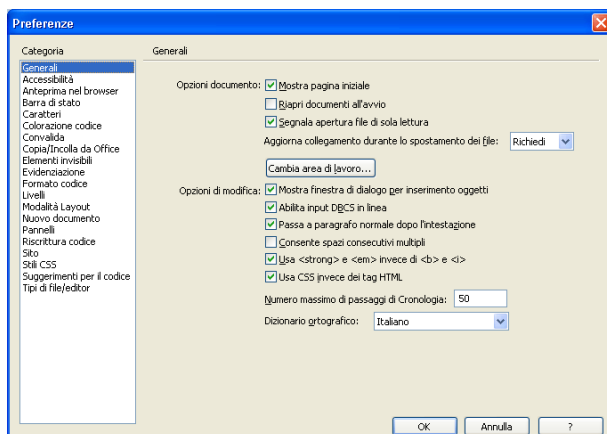 Preferenze
Categoria
Generali
Accessibilità
Anteprima nel browser
Barra di stato
Caratteri
Colorazione codice
Convalida
Copia/Incolla da Office
Elementi invisibili
Evidenziazione
Formato codice
Livelli
Modalità Layout
Nuovo documento
Pannelli
Riscrittura codice
Sito
Stili CSS
Suggerimenti per il codice
Tipi di file/editor
Generali
Opzioni documento: Mostra pagina iniziale
Riapri documenti all'avvio
Segnala apertura file di sola lettura
Aggiorna collegamento durante lo spostamento dei file: Richiedi
Cambia area di lavoro...
Opzioni di modifica: Mostra finestra di dialogo per inserimento oggetti
Abilita input DBCS in linea
Passa a paragrafo normale dopo l'intestazione
Consente spazi consecutivi multipli
Usa <strong> e <em> invece di <b> e <i>
Usa CSS invece dei tag HTML
Numero massimo di passaggi di Cronologia: 50
Dizionario ortografico: Italiano
OK Annulla ?